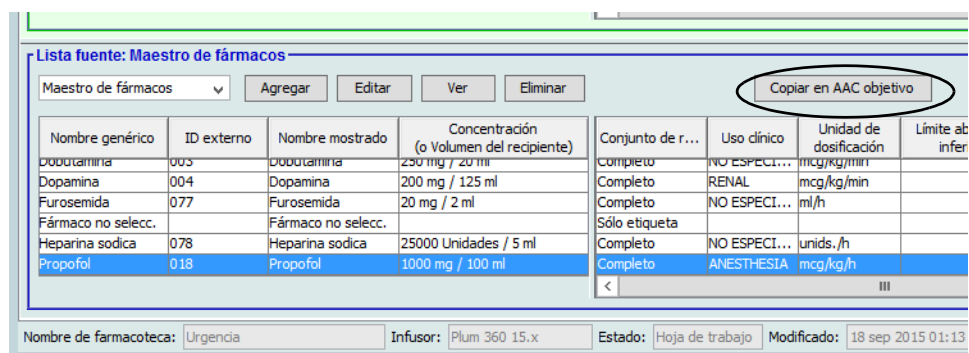 Lista fuente: Maestro de fármacos
Maestro de fármacos Agregar Editar Ver Eliminar Copiar en AAC objetivo
Nombre genérico ID externo Nombre mostrado Concentración (o Volumen del recipiente) Conjunto de r... Uso clínico Unidad de dosificación Límite ab inferi
Dobutamina 003 Dobutamina 250 mg / 20 ml Completo NO ESPECI... mcg/kg/min
Dopamina 004 Dopamina 200 mg / 125 ml Completo RENAL mcg/kg/min
Furosemida 077 Furosemida 20 mg / 2 ml Completo NO ESPECI... ml/h
Fármaco no selecc. Fármaco no selecc. Sólo etiqueta
Heparina sodica 078 Heparina sodica 25000 Unidades / 5 ml Completo NO ESPECI... unids./h
Propofol 018 Propofol 1000 mg / 100 ml Completo ANESTHESIA mcg/kg/h
Nombre de farmacoteca: Urgencia Infusor: Plum 360 15.x Estado: Hoja de trabajo Modificado: 18 sep 2015 01:13